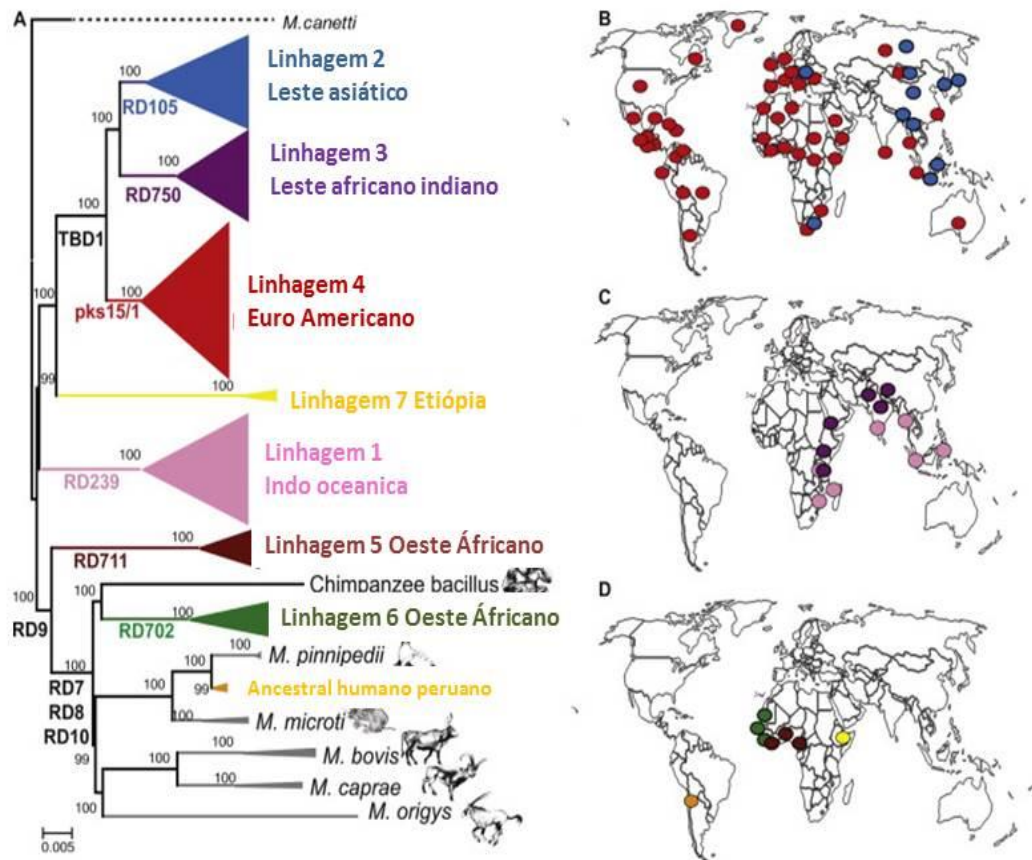 A
M.canetti
100
RD105
Linhagem 2
Leste asiático
100
100
RD750
Linhagem 3
Leste africano indiano
100
TBD1
100
pks15/1
Linhagem 4
Euro Americano
100
99
100
Linhagem 7 Etiópia
100
RD239
Linhagem 1
Indo oceanica
100
RD711
Linhagem 5 Oeste Áfricano
RD9
100
Chimpanzee bacillus
100
RD702
Linhagem 6 Oeste Áfricano
100
RD7
RD8
RD10
99
100
100
M. pinnipedii
99
Ancestral humano peruano
100
M. microti
100
M. bovis
100
M. caprae
100
M. origys
0.005
B
C
D